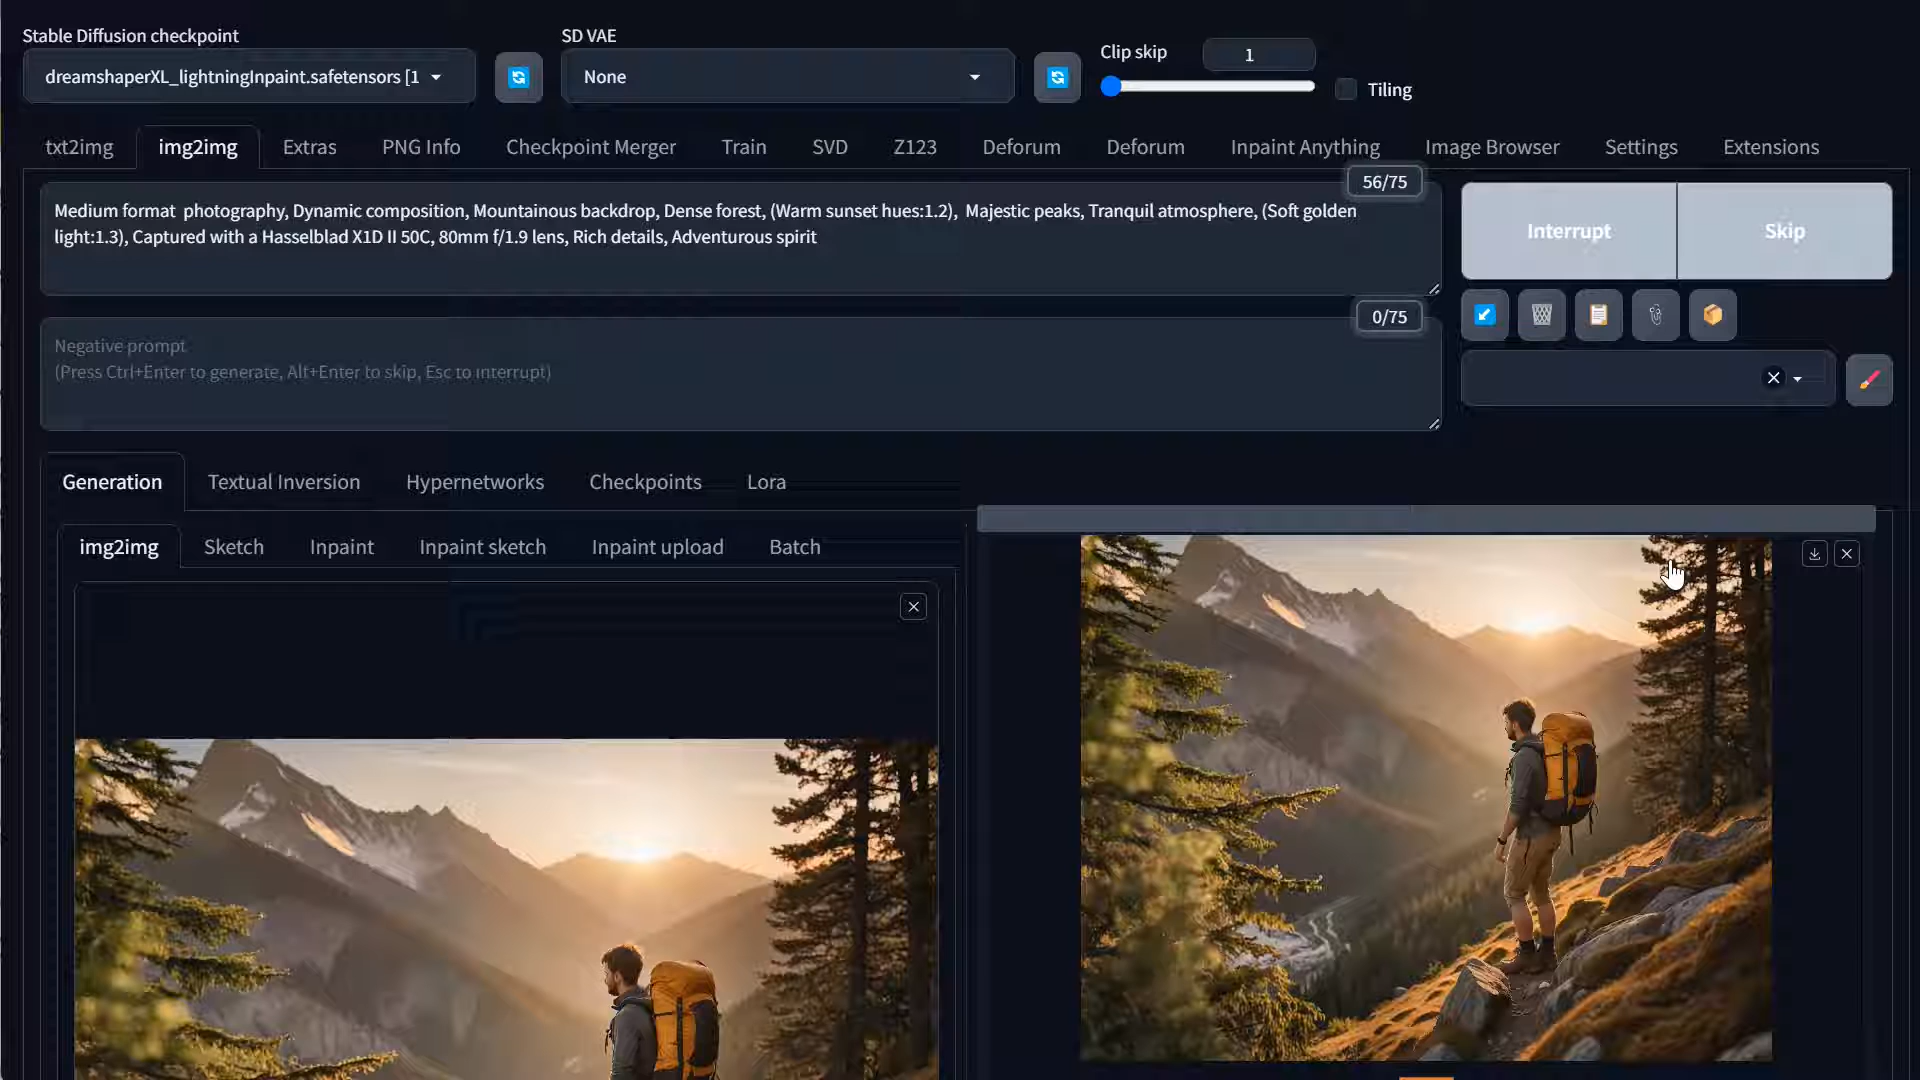 Stable Diffusion checkpoint
SD VAE
Clip skip
1
dreamshaperXL_lightningInpaint.safetensors [1
None
Tiling
txt2img
img2img
Extras
PNG Info
Checkpoint Merger
Train
SVD
Z123
Deforum
Deforum
Inpaint Anything
Image Browser
Settings
Extensions
56/75
Medium format  photography, Dynamic composition, Mountainous backdrop, Dense forest, (Warm sunset hues:1.2),  Majestic peaks, Tranquil atmosphere, (Soft golden
light:1.3), Captured with a Hasselblad X1D II 50C, 80mm f/1.9 lens, Rich details, Adventurous spirit
Interrupt
Skip
0/75
Negative prompt
(Press Ctrl+Enter to generate, Alt+Enter to skip, Esc to interrupt)
Generation
Textual Inversion
Hypernetworks
Checkpoints
Lora
img2img
Sketch
Inpaint
Inpaint sketch
Inpaint upload
Batch